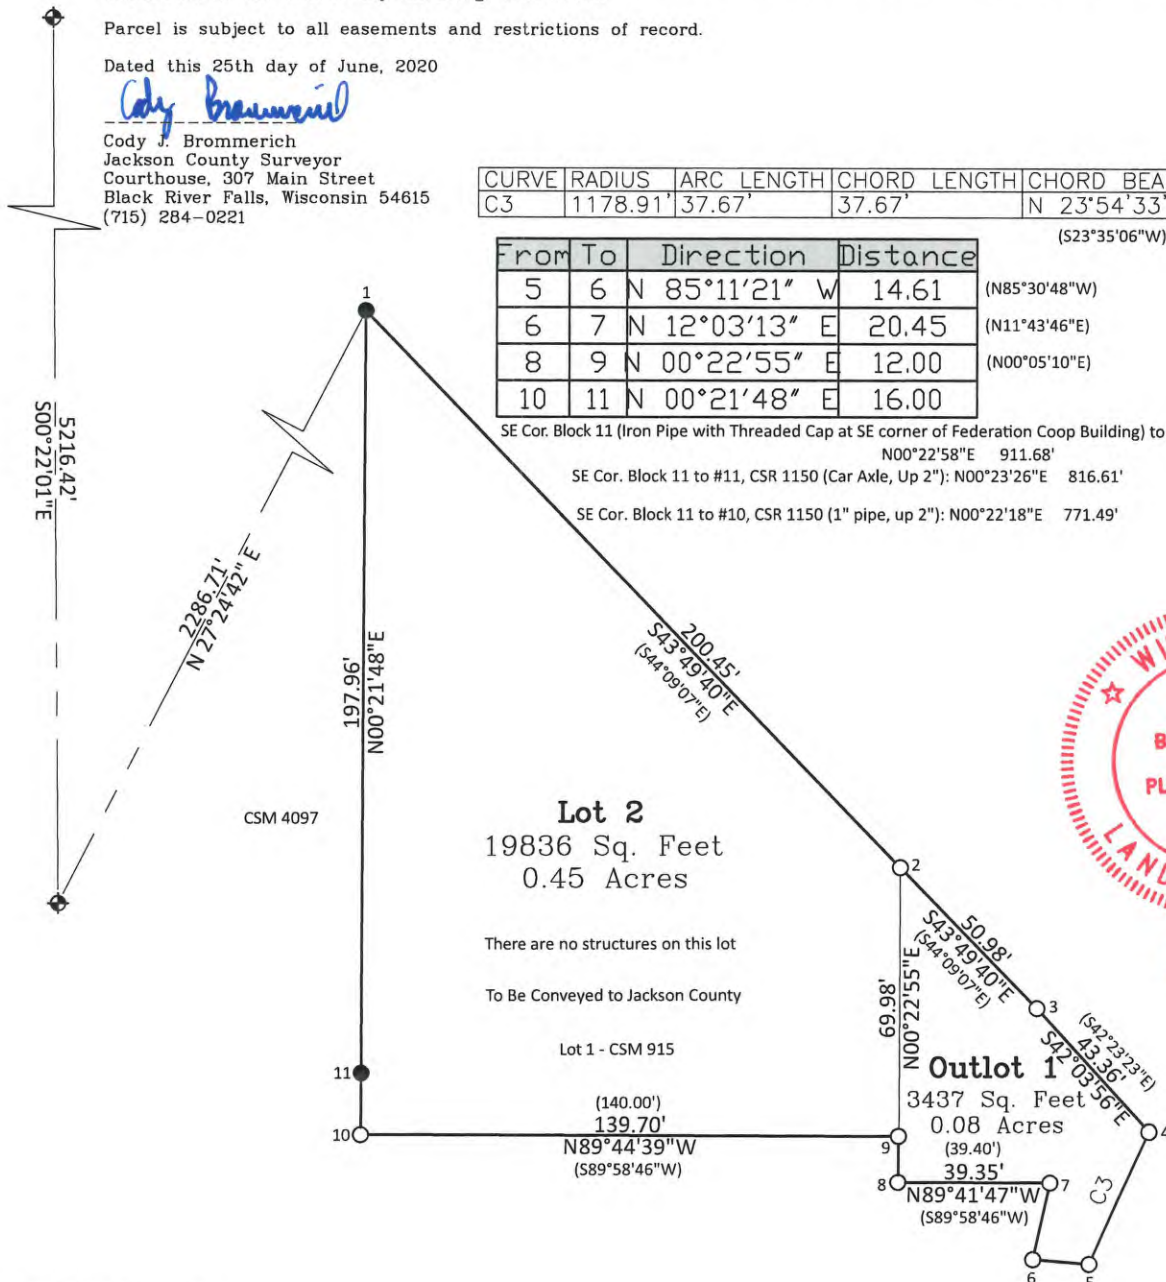 Parcel is subject to all easements and restrictions of record.
Dated this 25th day of June, 2020
Cody J. Brommerich
Jackson County Surveyor
Courthouse, 307 Main Street
Black River Falls, Wisconsin 54615
(715) 284-0221
CURVE RADIUS ARC LENGTH CHORD LENGTH CHORD BEA
C3 1178.91' 37.67' 37.67' N 23°54'33"
(S23°35'06"W)
From To Direction Distance
5 6 N 85°11'21" W 14.61 (N85°30'48"W)
6 7 N 12°03'13" E 20.45 (N11°43'46"E)
8 9 N 00°22'55" E 12.00 (N00°05'10"E)
10 11 N 00°21'48" E 16.00
SE Cor. Block 11 (Iron Pipe with Threaded Cap at SE corner of Federation Coop Building) to
N00°22'58"E 911.68'
SE Cor. Block 11 to #11, CSR 1150 (Car Axle, Up 2"): N00°23'26"E 816.61'
SE Cor. Block 11 to #10, CSR 1150 (1" pipe, up 2"): N00°22'18"E 771.49'
1
5216.42'
S00°22'01"E
2286.71'
N 27°24'42" E
197.96'
N00°21'48"E
200.45'
S43°49'40"E
(S44°09'07"E)
CSM 4097
Lot 2
19836 Sq. Feet
0.45 Acres
There are no structures on this lot
To Be Conveyed to Jackson County
Lot 1 - CSM 915
2
50.98'
S43°49'40"E
(S44°09'07"E)
69.98'
N00°22'55"E
3
(S42°23'23"E)
43.36'
S42°03'56"E
Outlot 1
3437 Sq. Feet
0.08 Acres
(39.40')
39.35'
N89°41'47"W
(S89°58'46"W)
11
10
(140.00')
139.70'
N89°44'39"W
(S89°58'46"W)
9
8
7
4
C3
6
5